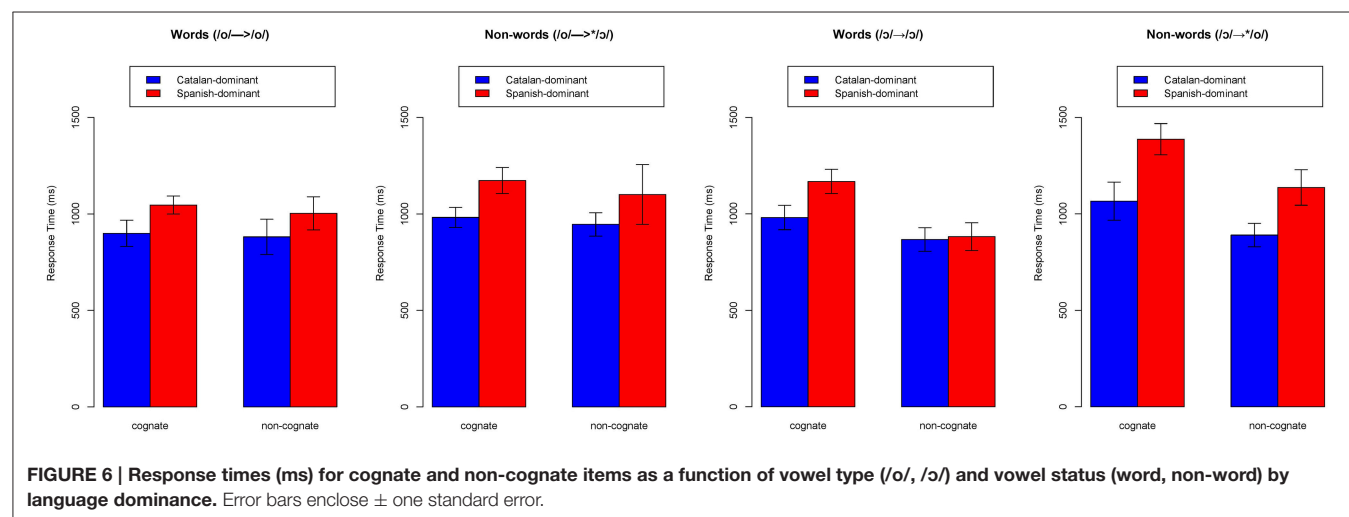 Words (/o/—>/o/)
Catalan-dominant
Spanish-dominant
Response Time (ms)
1500
1000
500
0
cognate
non-cognate
Non-words (/o/—>*/ɔ/)
Catalan-dominant
Spanish-dominant
Response Time (ms)
1500
1000
500
0
cognate
non-cognate
Words (/ɔ/→/ɔ/)
Catalan-dominant
Spanish-dominant
Response Time (ms)
1500
1000
500
0
cognate
non-cognate
Non-words (/ɔ/→*/o/)
Catalan-dominant
Spanish-dominant
Response Time (ms)
1500
1000
500
0
cognate
non-cognate
FIGURE 6 | Response times (ms) for cognate and non-cognate items as a function of vowel type (/o/, /ɔ/) and vowel status (word, non-word) by
language dominance. Error bars enclose ± one standard error.